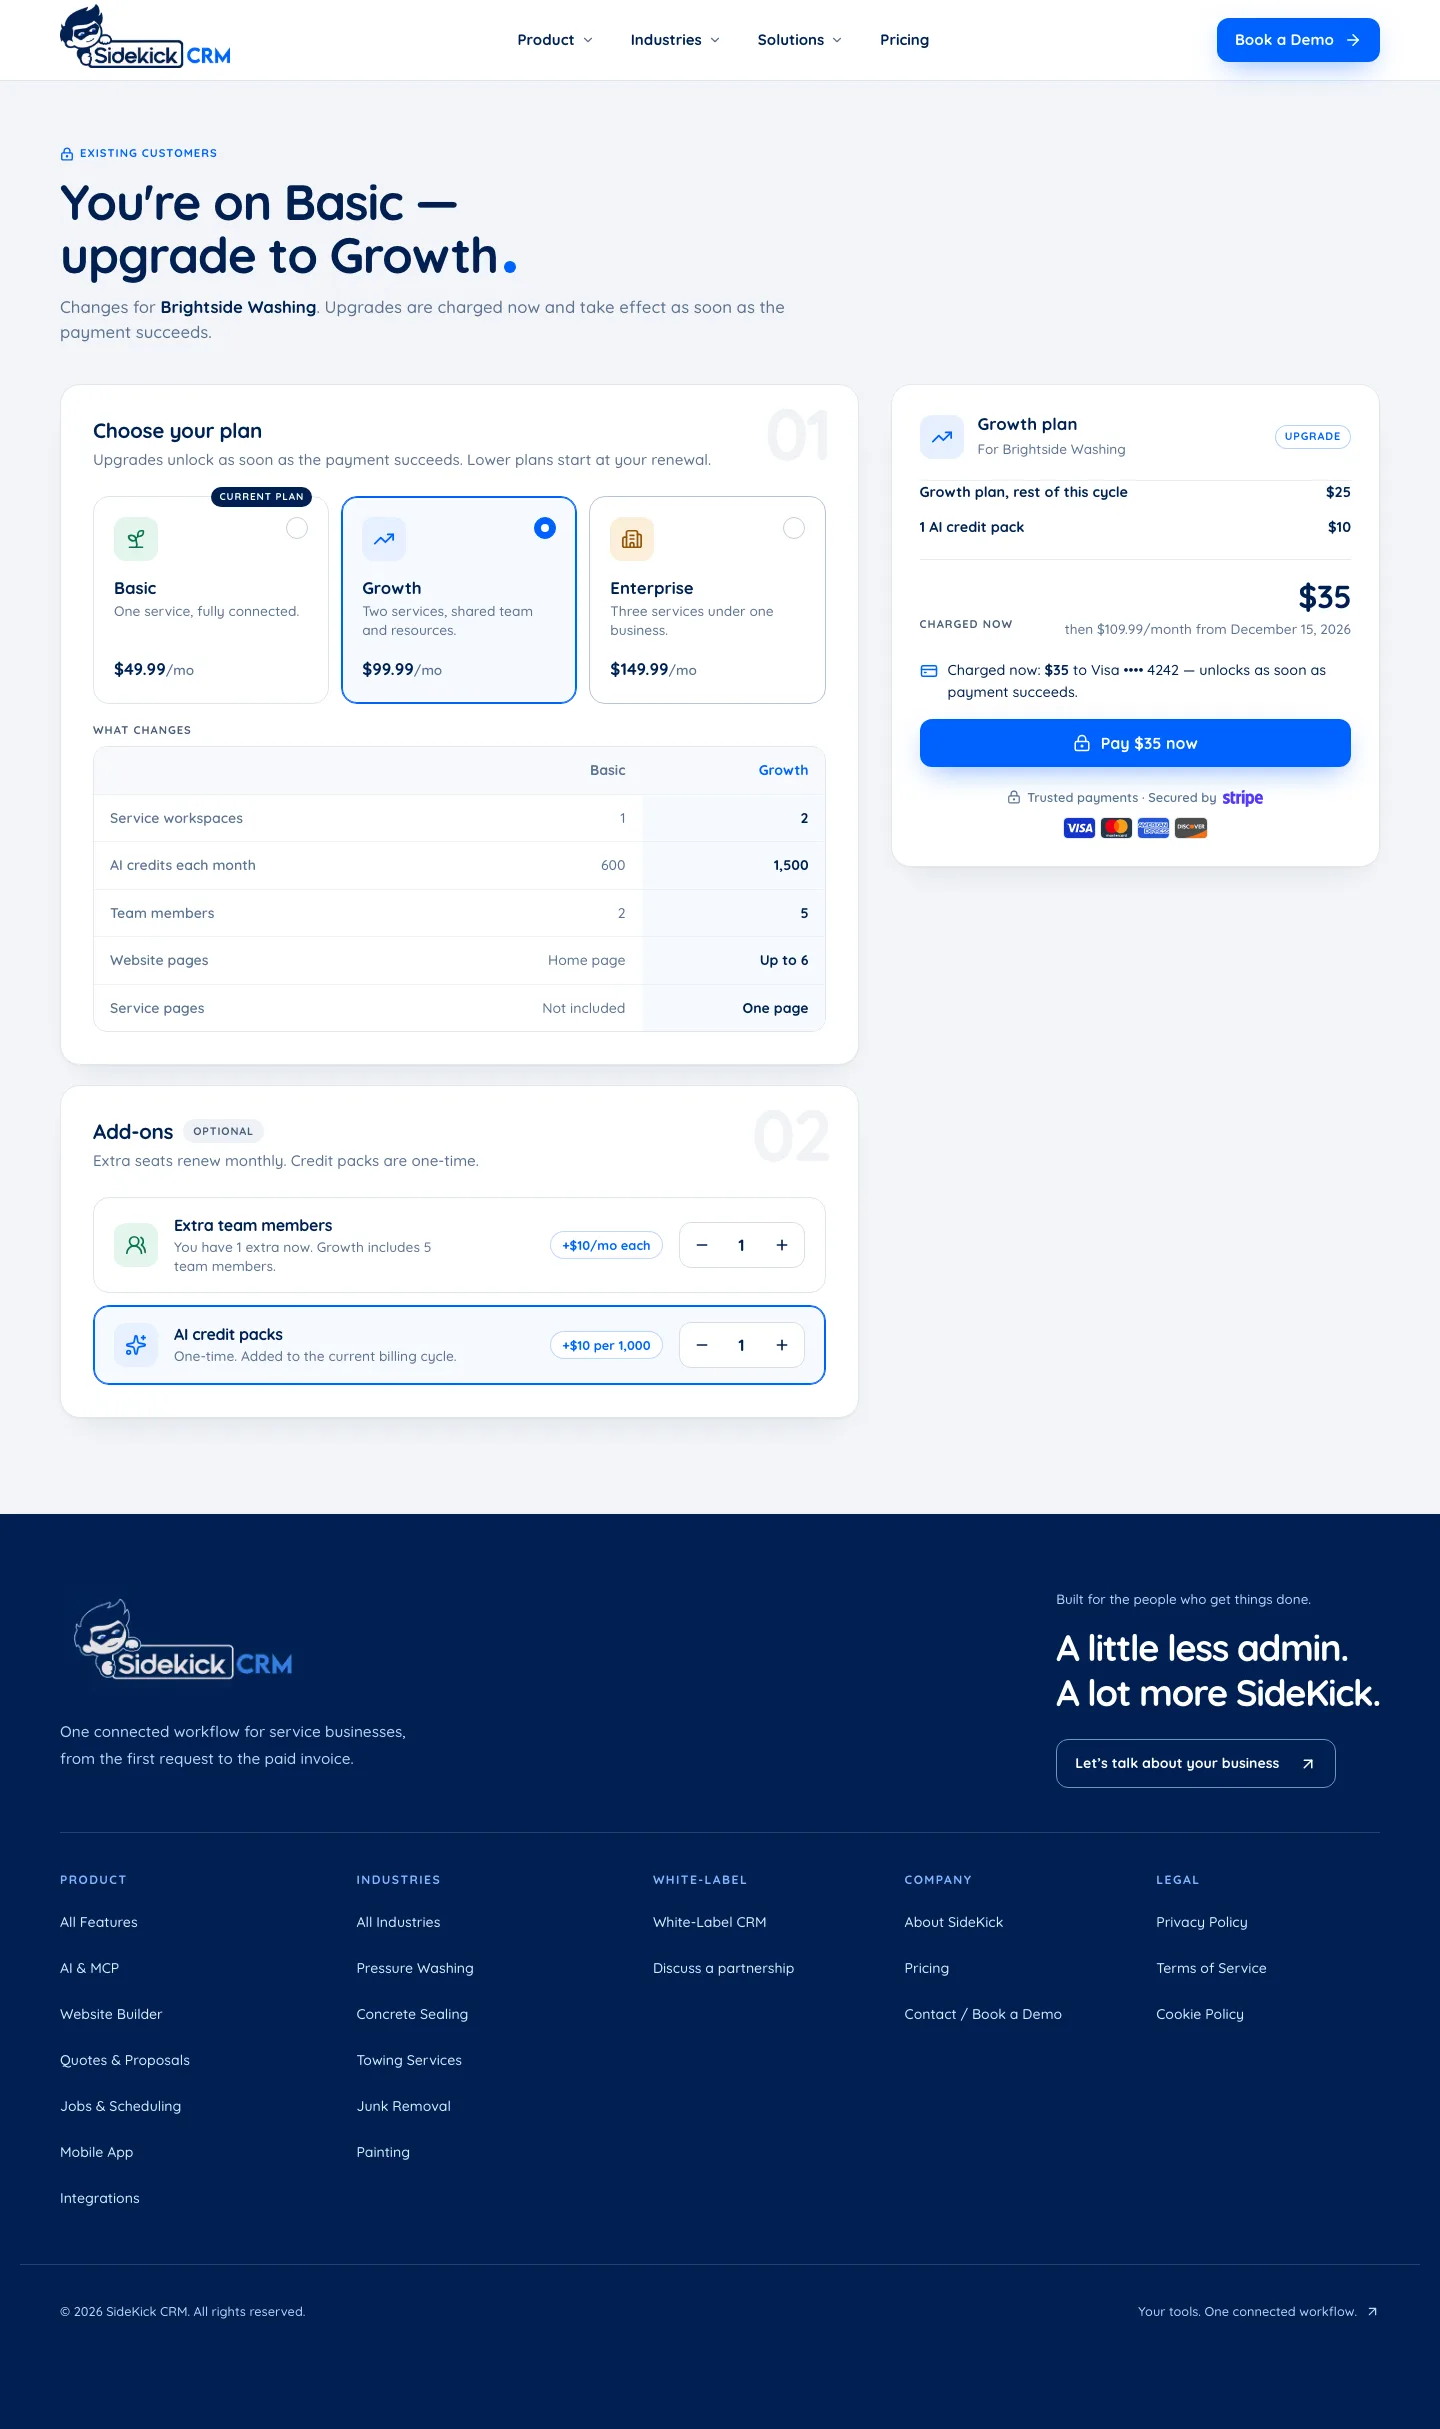 Sidekick CRM
Product
Industries
Solutions
Pricing
Book a Demo
EXISTING CUSTOMERS
You're on Basic —
upgrade to Growth.
Changes for Brightside Washing. Upgrades are charged now and take effect as soon as the
payment succeeds.
Choose your plan
01
Upgrades unlock as soon as the payment succeeds. Lower plans start at your renewal.
CURRENT PLAN
Basic
One service, fully connected.
$49.99/mo
Growth
Two services, shared team
and resources.
$99.99/mo
Enterprise
Three services under one
business.
$149.99/mo
WHAT CHANGES
Basic Growth
Service workspaces 1 2
AI credits each month 600 1,500
Team members 2 5
Website pages Home page Up to 6
Service pages Not included One page
Growth plan
For Brightside Washing
UPGRADE
Growth plan, rest of this cycle $25
1 AI credit pack $10
$35
CHARGED NOW then $109.99/month from December 15, 2026
Charged now: $35 to Visa •••• 4242 — unlocks as soon as
payment succeeds.
Pay $35 now
Trusted payments · Secured by stripe
VISA mastercard AMERICAN EXPRESS DISCOVER
Add-ons OPTIONAL
02
Extra seats renew monthly. Credit packs are one-time.
Extra team members
You have 1 extra now. Growth includes 5
team members.
+$10/mo each
− 1 +
AI credit packs
One-time. Added to the current billing cycle.
+$10 per 1,000
− 1 +
Sidekick CRM
One connected workflow for service businesses,
from the first request to the paid invoice.
Built for the people who get things done.
A little less admin.
A lot more SideKick.
Let's talk about your business
PRODUCT
All Features
AI & MCP
Website Builder
Quotes & Proposals
Jobs & Scheduling
Mobile App
Integrations
INDUSTRIES
All Industries
Pressure Washing
Concrete Sealing
Towing Services
Junk Removal
Painting
WHITE-LABEL
White-Label CRM
Discuss a partnership
COMPANY
About SideKick
Pricing
Contact / Book a Demo
LEGAL
Privacy Policy
Terms of Service
Cookie Policy
© 2026 SideKick CRM. All rights reserved.
Your tools. One connected workflow.